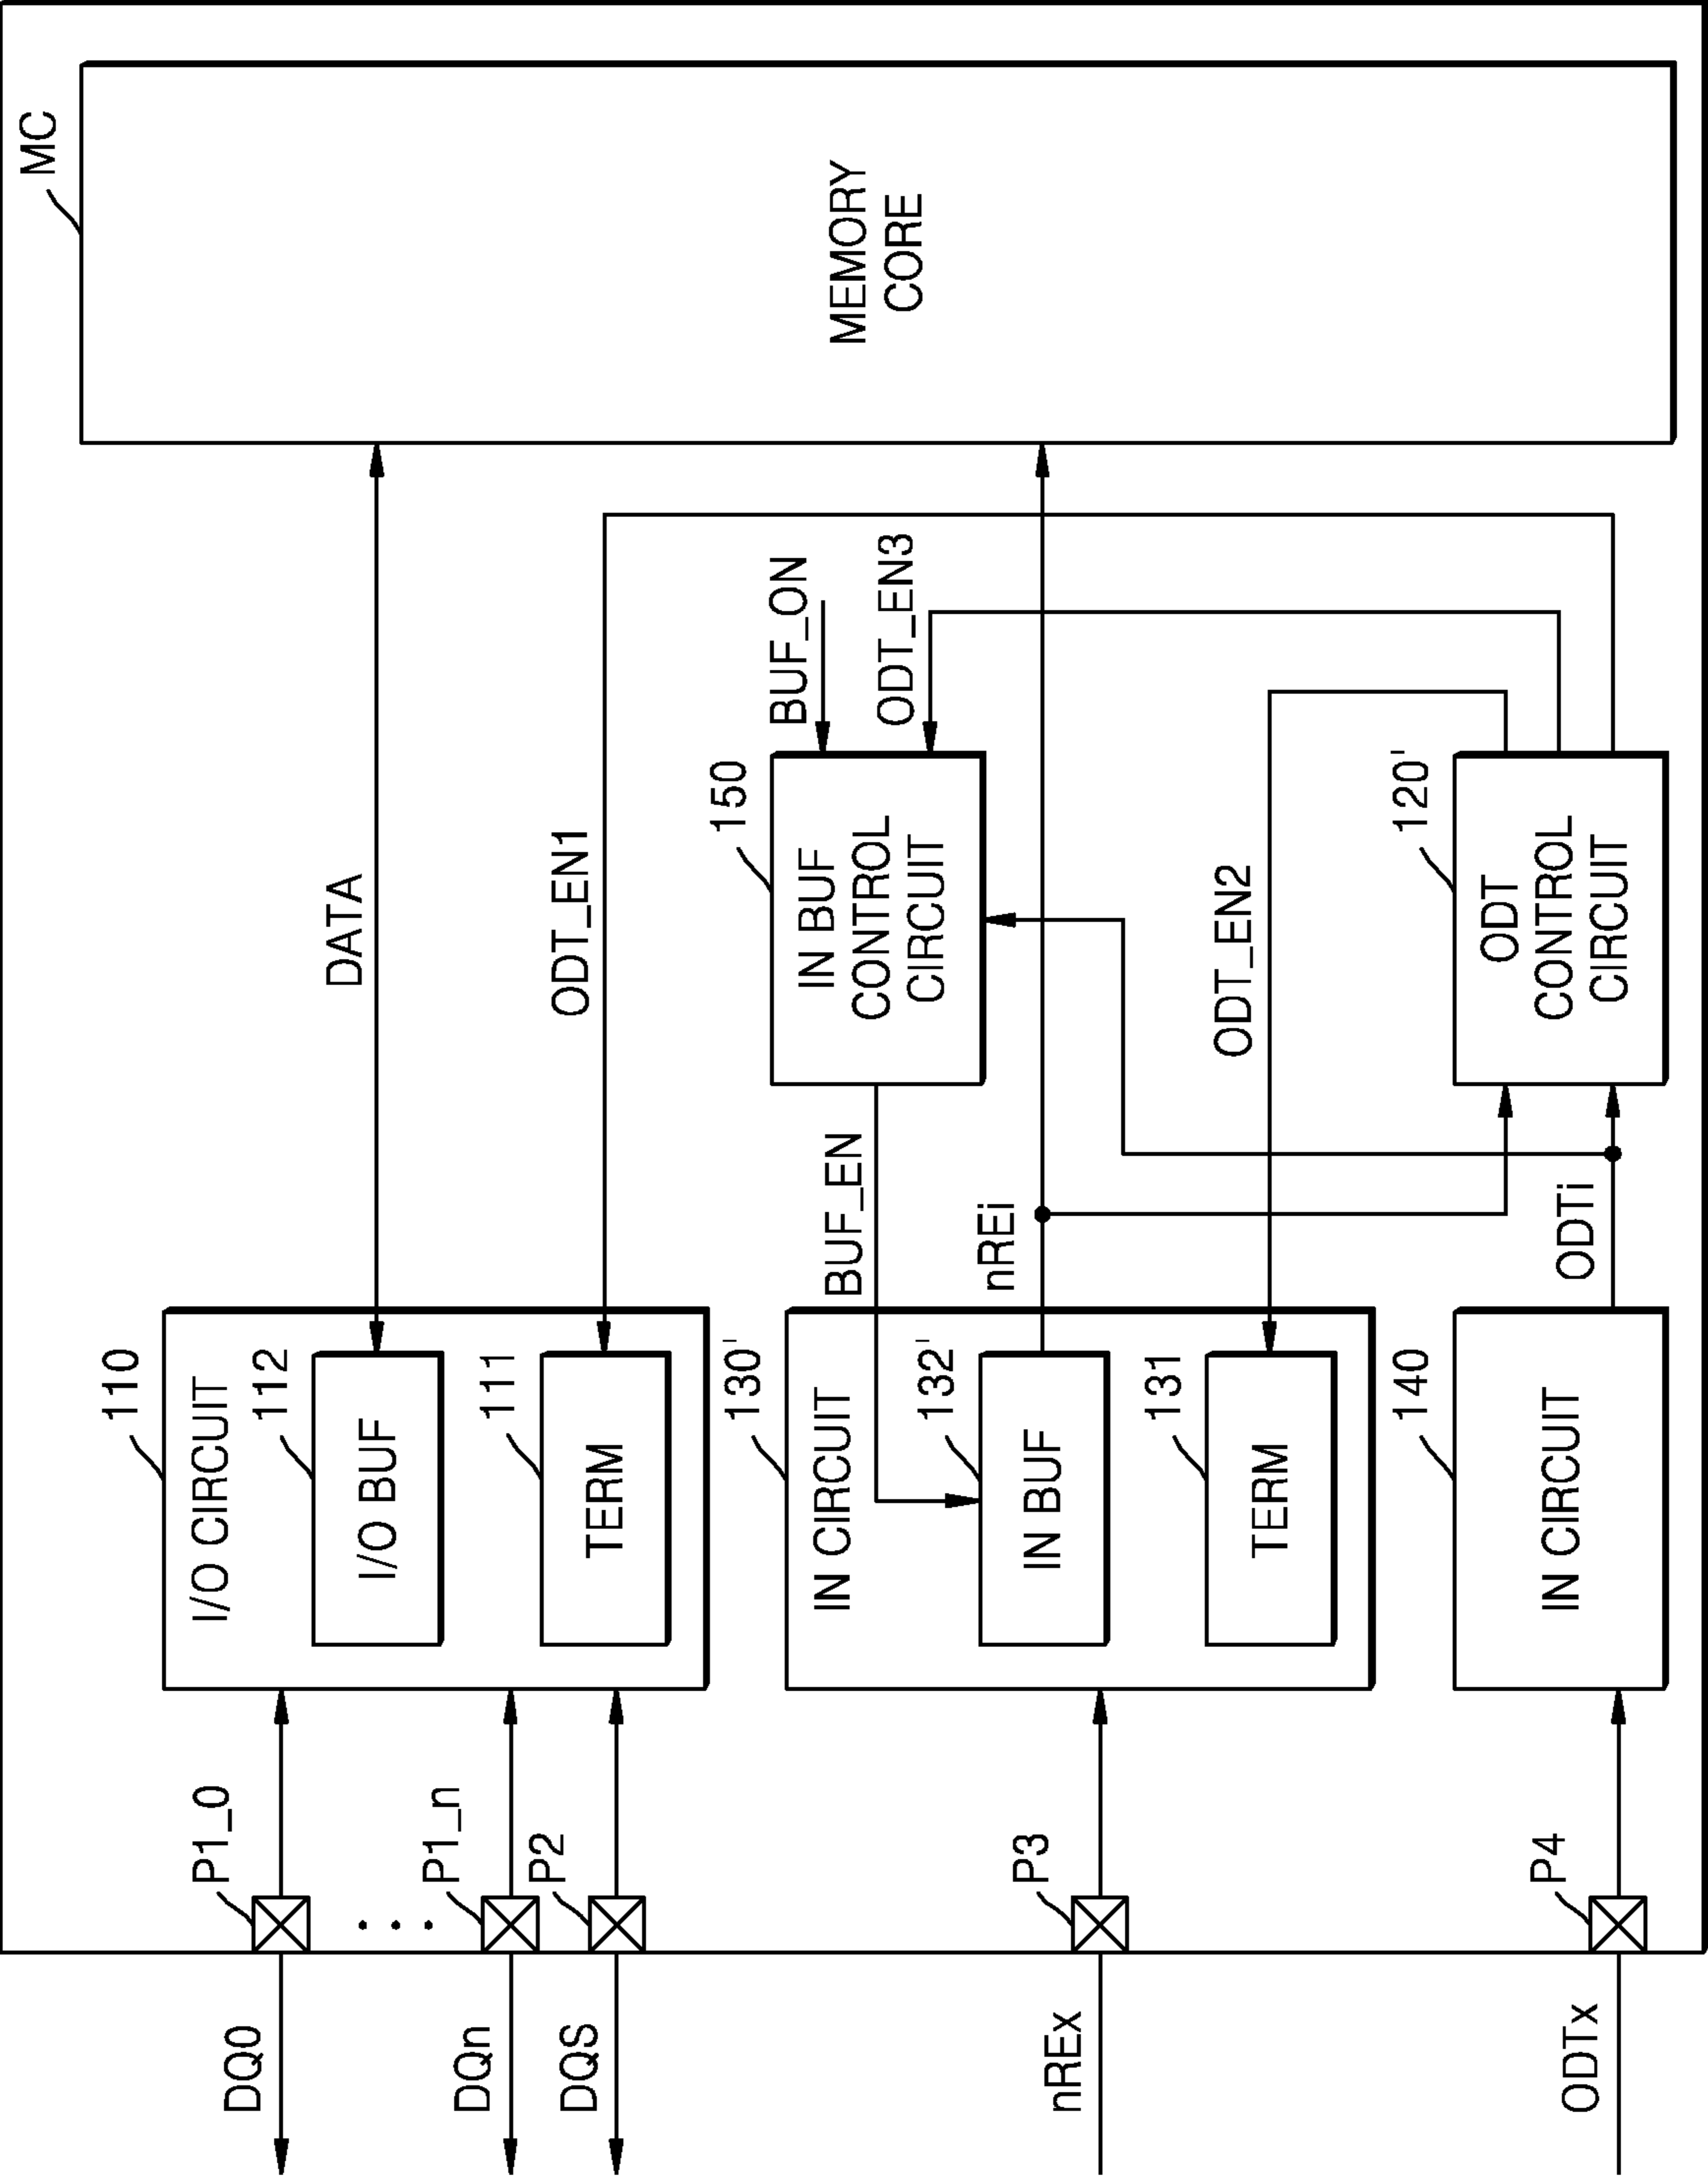 DQ0
P1_0
110
I/O CIRCUIT
112
I/O BUF
DATA
MC
MEMORY
CORE
DQn
P1_n
DQS
P2
111
TERM
ODT_EN1
130'
IN CIRCUIT
BUF_EN
150
IN BUF
CONTROL
CIRCUIT
BUF_ON
ODT_EN3
nREx
P3
132'
IN BUF
nREi
131
TERM
ODT_EN2
ODTx
P4
140
IN CIRCUIT
ODTi
120'
ODT
CONTROL
CIRCUIT